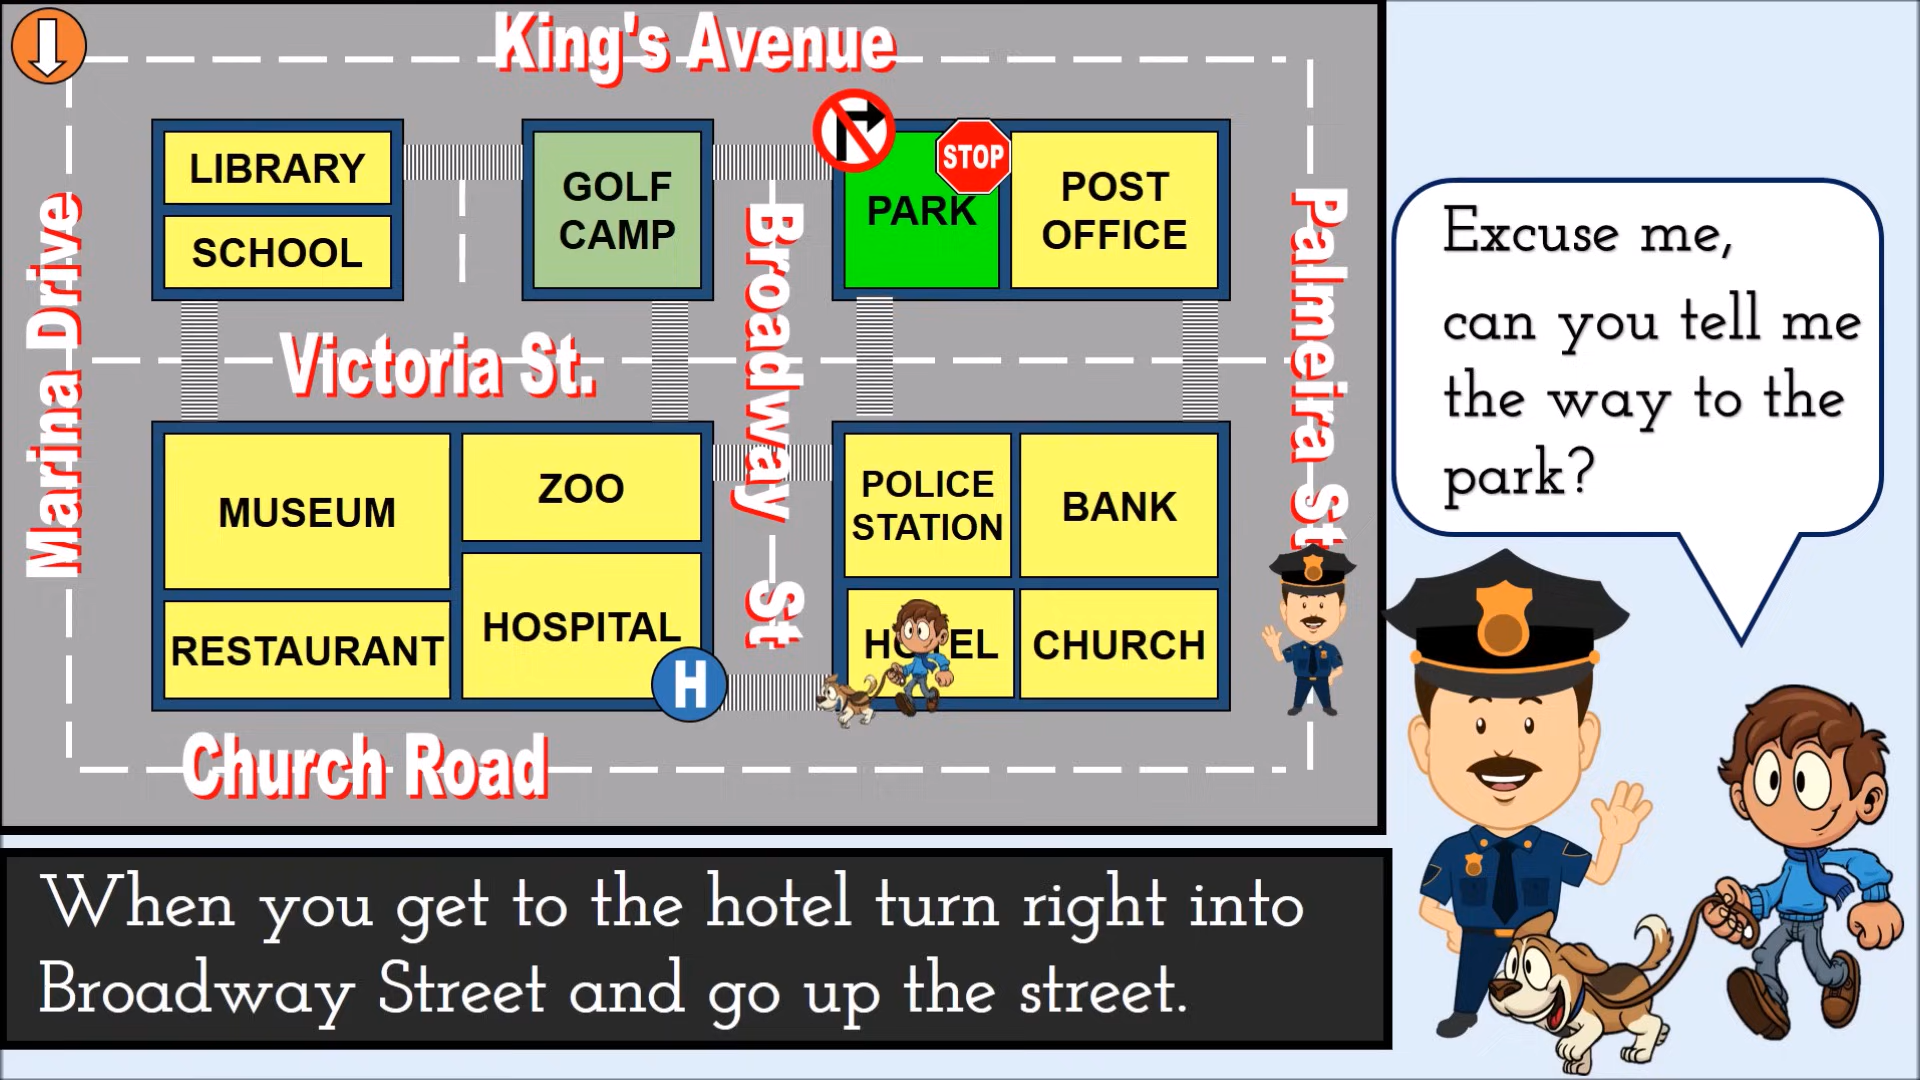 King's Avenue
LIBRARY
SCHOOL
GOLF
CAMP
PARK
STOP
POST
OFFICE
Marina Drive
Victoria St.
Broadway St
Palmeira St
MUSEUM
ZOO
RESTAURANT
HOSPITAL
H
POLICE
STATION
BANK
HOTEL
CHURCH
Church Road
Excuse me,
can you tell me
the way to the
park?
When you get to the hotel turn right into
Broadway Street and go up the street.